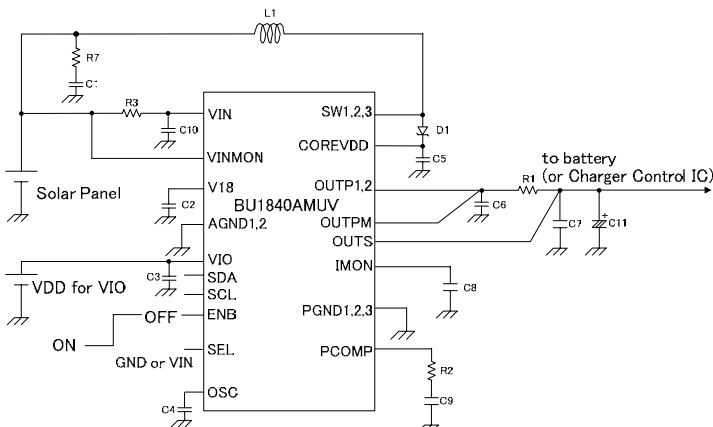 L1
R7
C1
R3
VIN
SW1,2,3
C10
D1
VINMON
COREVDD
C5
to battery
(or Charger Control IC)
R1
Solar Panel
V18
OUTP1,2
C2
BU1840AMUV
C6
AGND1,2
OUTPM
C7
+
C11
OUTS
VIO
IMON
C3
SDA
VDD for VIO
SCL
C8
OFF
ENB
PGND1,2,3
ON
GND or VIN
SEL
PCOMP
R2
OSC
C4
C9